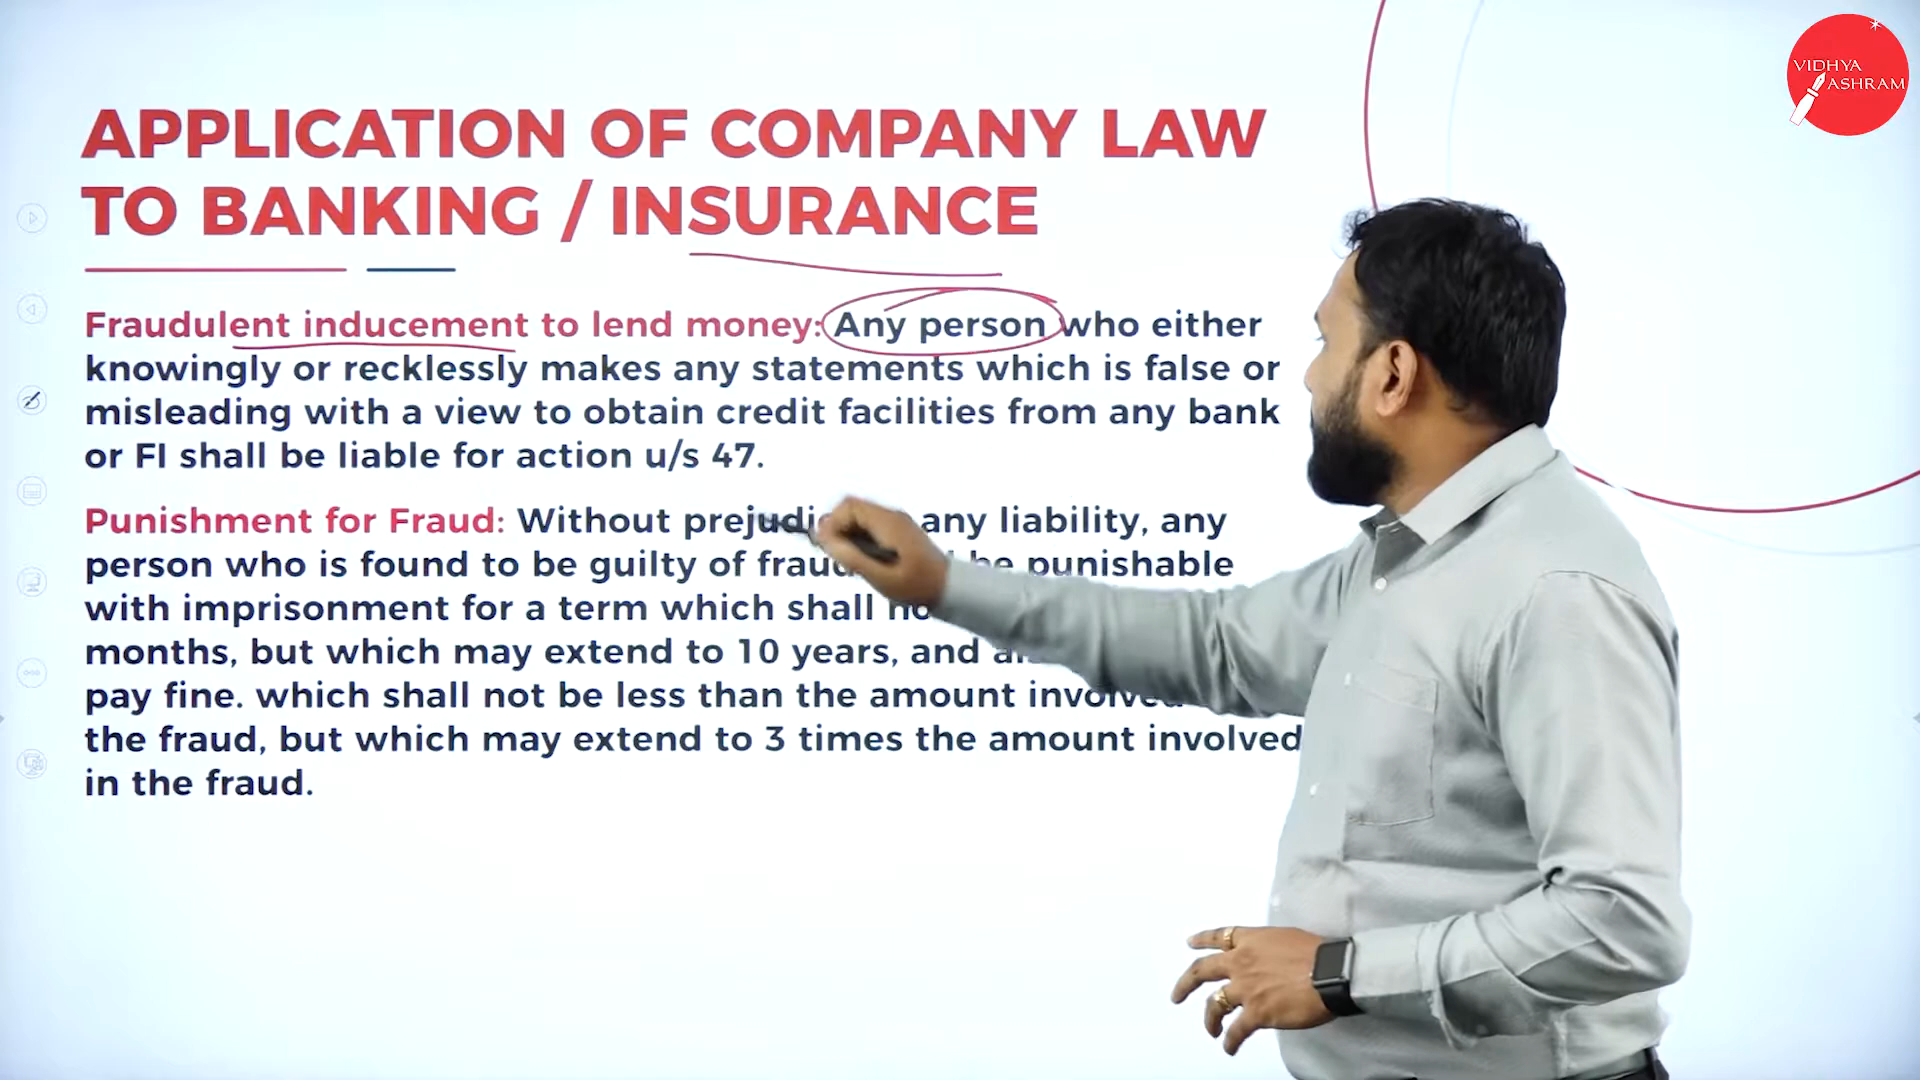 VIDHYA
ASHRAM
APPLICATION OF COMPANY LAW
TO BANKING / INSURANCE
Fraudulent inducement to lend money: Any person who either
knowingly or recklessly makes any statements which is false or
misleading with a view to obtain credit facilities from any bank
or FI shall be liable for action u/s 47.
Punishment for Fraud: Without any liability, any
person who is found to be guilty of be punishable
with imprisonment for a term which shall
months, but which may extend to 10 years, and
pay fine. which shall not be less than the amount
the fraud, but which may extend to 3 times the amount involved
in the fraud.